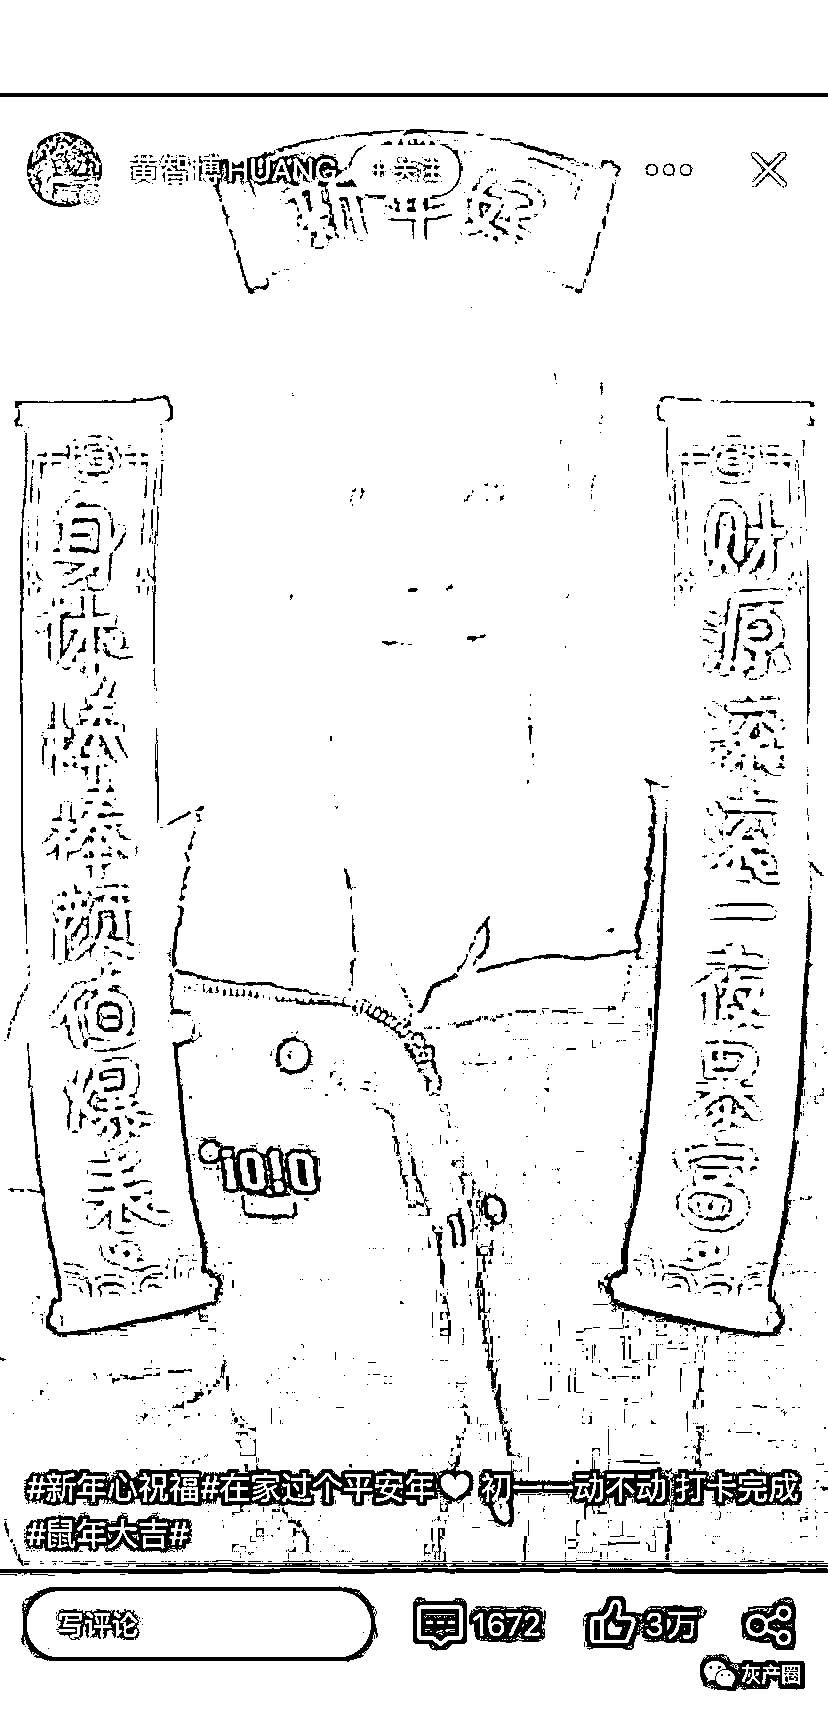 黄智博HUANG
关注
新年好
身体棒棒颜值爆表
财源滚滚一夜暴富
#新年心祝福#在家过个平安年 初一——动不动 打卡完成
#鼠年大吉#
写评论
1672
3万
灰产圈